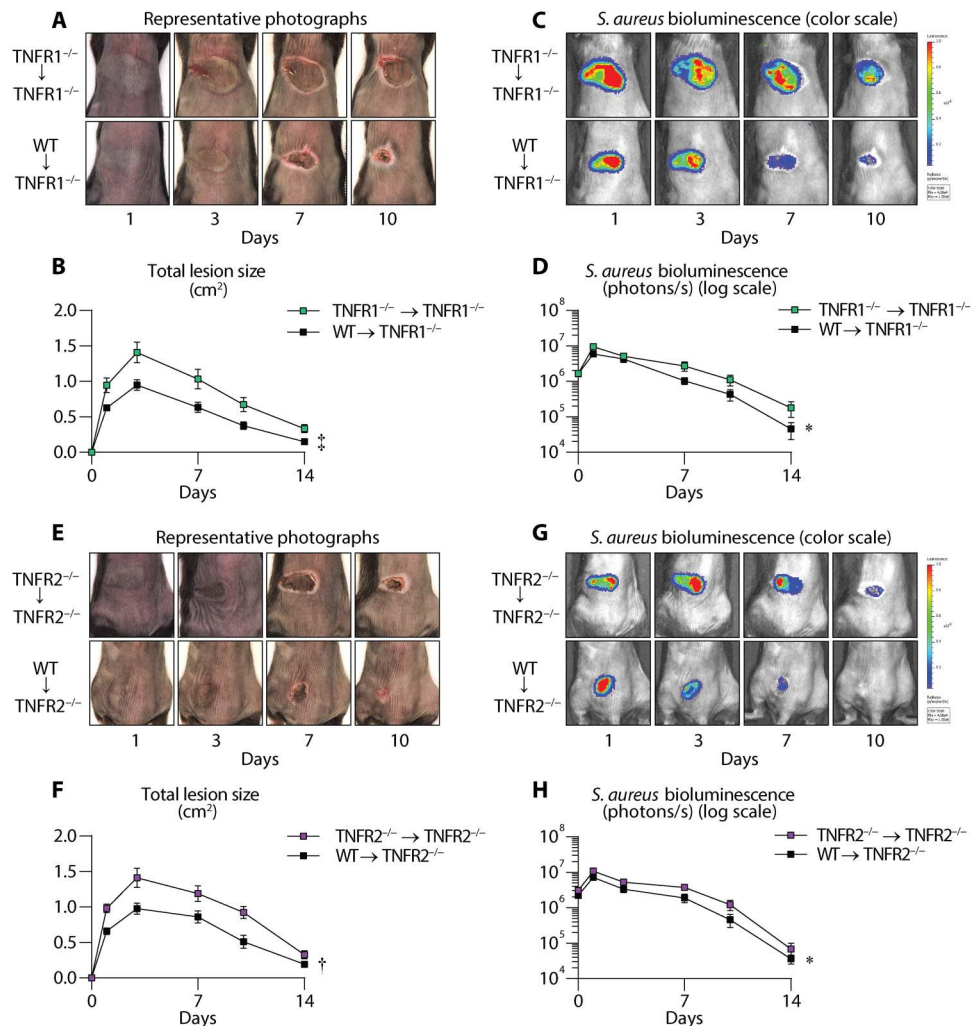 A
Representative photographs
TNFR1⁻/⁻
↓
TNFR1⁻/⁻
WT
↓
TNFR1⁻/⁻
1 3 7 10
Days
C
S. aureus bioluminescence (color scale)
TNFR1⁻/⁻
↓
TNFR1⁻/⁻
WT
↓
TNFR1⁻/⁻
1 3 7 10
Days
B
Total lesion size
(cm²)
TNFR1⁻/⁻ → TNFR1⁻/⁻
WT → TNFR1⁻/⁻
2.0
1.5
1.0
0.5
0.0
‡
0 7 14
Days
D
S. aureus bioluminescence
(photons/s) (log scale)
TNFR1⁻/⁻ → TNFR1⁻/⁻
WT → TNFR1⁻/⁻
10⁸
10⁷
10⁶
10⁵
10⁴
*
0 7 14
Days
E
Representative photographs
TNFR2⁻/⁻
↓
TNFR2⁻/⁻
WT
↓
TNFR2⁻/⁻
1 3 7 10
Days
G
S. aureus bioluminescence (color scale)
TNFR2⁻/⁻
↓
TNFR2⁻/⁻
WT
↓
TNFR2⁻/⁻
1 3 7 10
Days
F
Total lesion size
(cm²)
TNFR2⁻/⁻ → TNFR2⁻/⁻
WT → TNFR2⁻/⁻
2.0
1.5
1.0
0.5
0.0
†
0 7 14
Days
H
S. aureus bioluminescence
(photons/s) (log scale)
TNFR2⁻/⁻ → TNFR2⁻/⁻
WT → TNFR2⁻/⁻
10⁸
10⁷
10⁶
10⁵
10⁴
*
0 7 14
Days